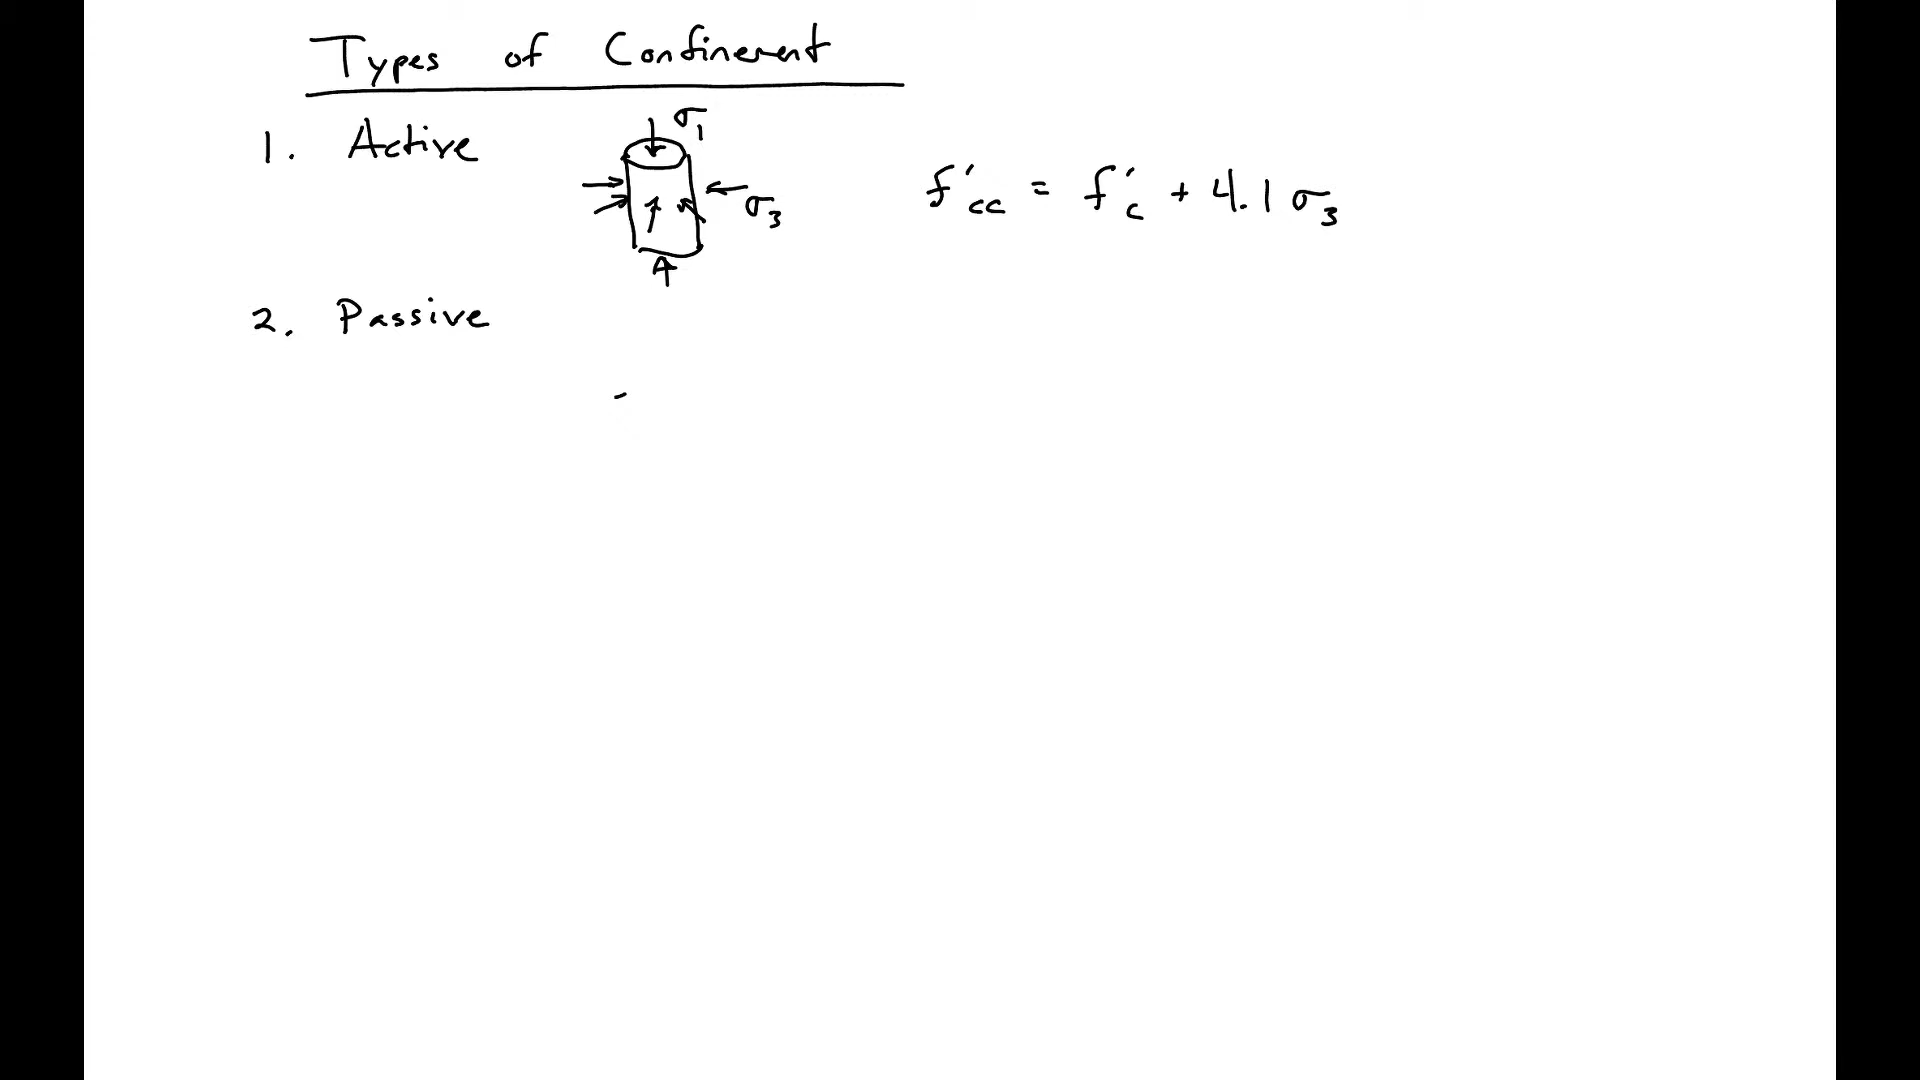 Types of Confinement
1. Active
σ₁
σ₃
f'cc = f'c + 4.1 σ₃
2. Passive